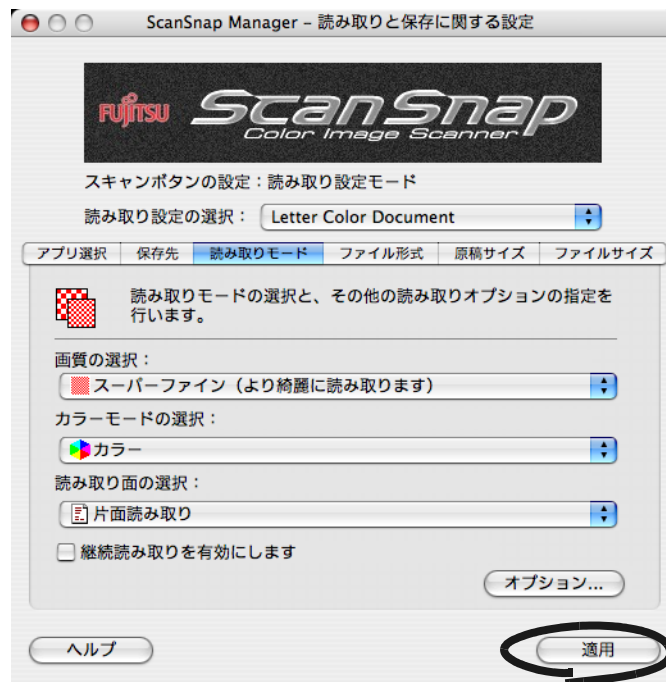 ScanSnap Manager – 読み取りと保存に関する設定
FUJITSU ScanSnap
Color Image Scanner
スキャンボタンの設定：読み取り設定モード
読み取り設定の選択： Letter Color Document
アプリ選択 保存先 読み取りモード ファイル形式 原稿サイズ ファイルサイズ
読み取りモードの選択と、その他の読み取りオプションの指定を
行います。
画質の選択：
スーパーファイン（より綺麗に読み取ります）
カラーモードの選択：
カラー
読み取り面の選択：
片面読み取り
継続読み取りを有効にします
オプション...
ヘルプ 適用